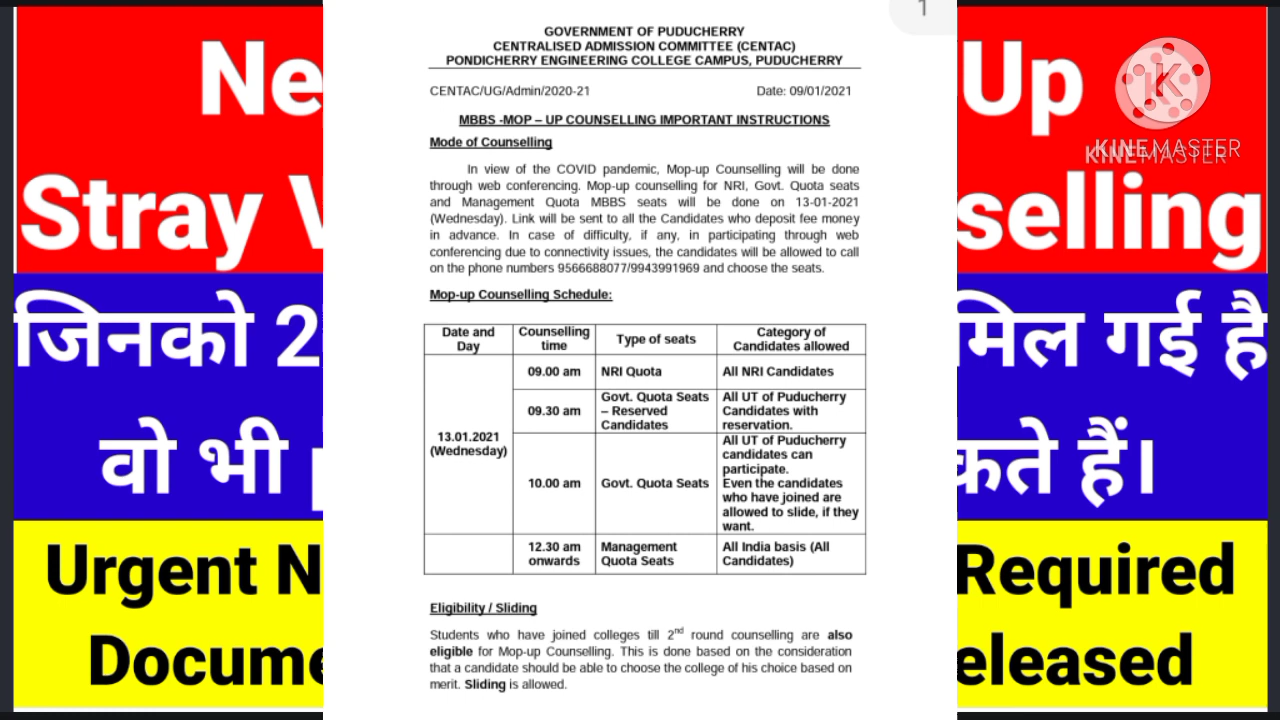 1
GOVERNMENT OF PUDUCHERRY
CENTRALISED ADMISSION COMMITTEE (CENTAC)
PONDICHERRY ENGINEERING COLLEGE CAMPUS, PUDUCHERRY
CENTAC/UG/Admin/2020-21 Date: 09/01/2021
MBBS -MOP – UP COUNSELLING IMPORTANT INSTRUCTIONS
Mode of Counselling
In view of the COVID pandemic, Mop-up Counselling will be done
through web conferencing. Mop-up counselling for NRI, Govt. Quota seats
and Management Quota MBBS seats will be done on 13-01-2021
(Wednesday). Link will be sent to all the Candidates who deposit fee money
in advance. In case of difficulty, if any, in participating through web
conferencing due to connectivity issues, the candidates will be allowed to call
on the phone numbers 9566688077/9943991969 and choose the seats.
Mop-up Counselling Schedule:
Date and
Day
Counselling
time
Type of seats
Category of
Candidates allowed
13.01.2021
(Wednesday)
09.00 am
NRI Quota
All NRI Candidates
09.30 am
Govt. Quota Seats
– Reserved
Candidates
All UT of Puducherry
Candidates with
reservation.
10.00 am
Govt. Quota Seats
All UT of Puducherry
candidates can
participate.
Even the candidates
who have joined are
allowed to slide, if they
want.
12.30 am
onwards
Management
Quota Seats
All India basis (All
Candidates)
Eligibility / Sliding
Students who have joined colleges till 2nd round counselling are also
eligible for Mop-up Counselling. This is done based on the consideration
that a candidate should be able to choose the college of his choice based on
merit. Sliding is allowed.
Ne Up
Stray selling
जिनको 2 मिल गई है
वो भी कते हैं।
Urgent N Required
Docume eleased
K
KINEMASTER
KINEMASTER